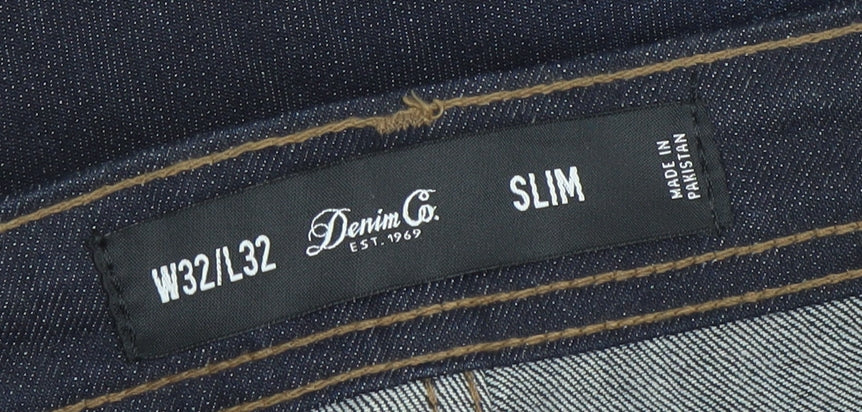 W32/L32
Denim Co.
EST. 1969
SLIM
MADE IN
PAKISTAN